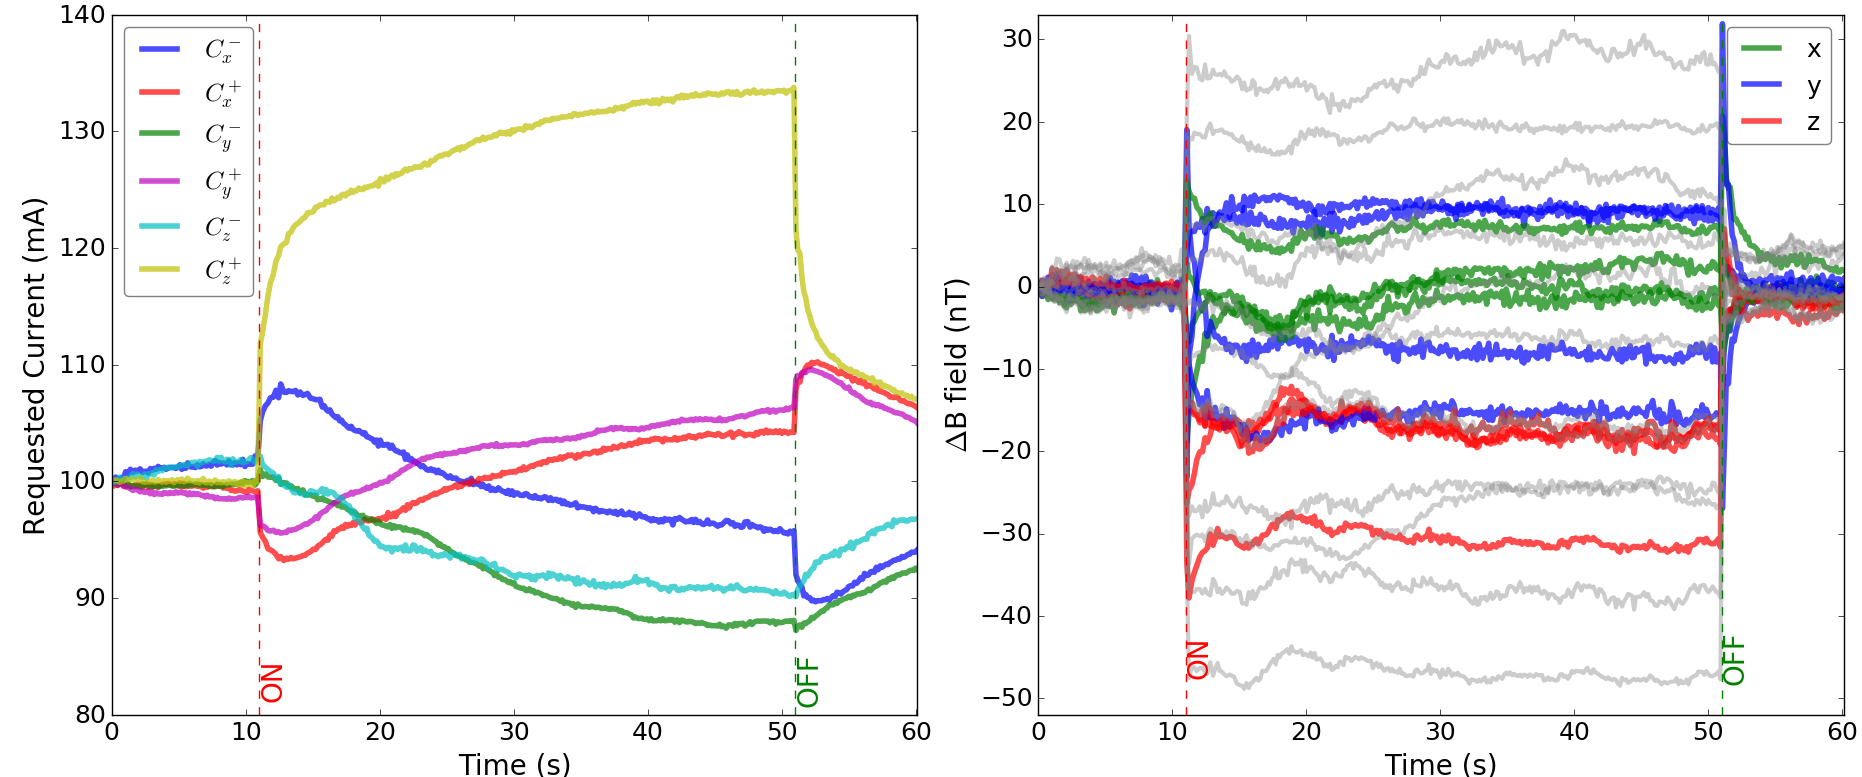 140
130
120
110
100
90
80
0 10 20 30 40 50 60
Requested Current (mA)
Time (s)
C_x^-
C_x^+
C_y^-
C_y^+
C_z^-
C_z^+
ON
OFF
30
20
10
0
−10
−20
−30
−40
−50
0 10 20 30 40 50 60
ΔB field (nT)
Time (s)
x
y
z
ON
OFF